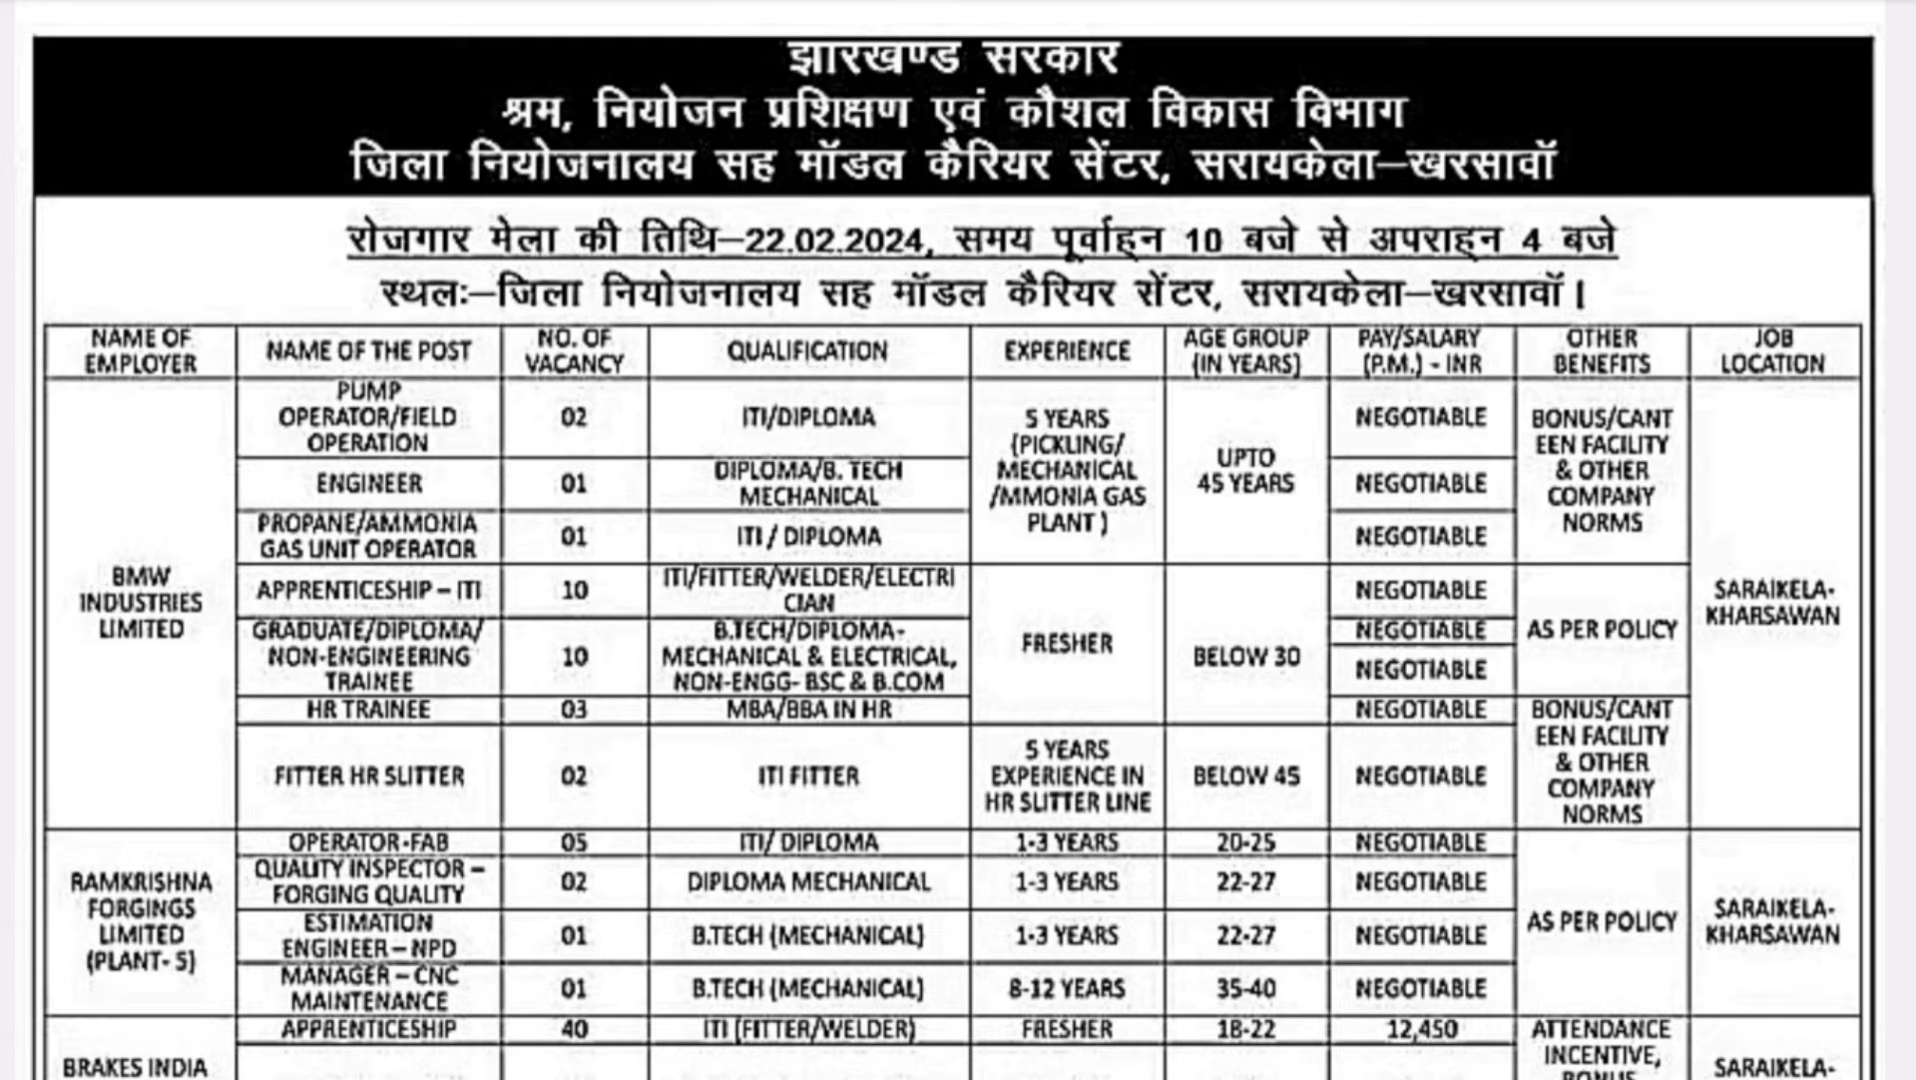 झारखण्ड सरकार
श्रम, नियोजन प्रशिक्षण एवं कौशल विकास विभाग
जिला नियोजनालय सह मॉडल कैरियर सेंटर, सरायकेला–खरसावॉ
रोजगार मेला की तिथि–22.02.2024, समय पूर्वाहन 10 बजे से अपराहन 4 बजे
स्थलः–जिला नियोजनालय सह मॉडल कैरियर सेंटर, सरायकेला–खरसावॉ।
NAME OF EMPLOYER NAME OF THE POST NO. OF VACANCY QUALIFICATION EXPERIENCE AGE GROUP (IN YEARS) PAY/SALARY (P.M.) - INR OTHER BENEFITS JOB LOCATION
BMW INDUSTRIES LIMITED
PUMP OPERATOR/FIELD OPERATION 02 ITI/DIPLOMA 5 YEARS (PICKLING/ MECHANICAL /MMONIA GAS PLANT ) UPTO 45 YEARS NEGOTIABLE BONUS/CANT EEN FACILITY & OTHER COMPANY NORMS SARAIKELA- KHARSAWAN
ENGINEER 01 DIPLOMA/B. TECH MECHANICAL NEGOTIABLE
PROPANE/AMMONIA GAS UNIT OPERATOR 01 ITI / DIPLOMA NEGOTIABLE
APPRENTICESHIP – ITI 10 ITI/FITTER/WELDER/ELECTRI CIAN FRESHER BELOW 30 NEGOTIABLE AS PER POLICY
GRADUATE/DIPLOMA/ NON-ENGINEERING TRAINEE 10 B.TECH/DIPLOMA- MECHANICAL & ELECTRICAL, NON-ENGG- BSC & B.COM NEGOTIABLE NEGOTIABLE
HR TRAINEE 03 MBA/BBA IN HR NEGOTIABLE BONUS/CANT EEN FACILITY & OTHER COMPANY NORMS
FITTER HR SLITTER 02 ITI FITTER 5 YEARS EXPERIENCE IN HR SLITTER LINE BELOW 45 NEGOTIABLE
RAMKRISHNA FORGINGS LIMITED (PLANT- 5)
OPERATOR-FAB 05 ITI/ DIPLOMA 1-3 YEARS 20-25 NEGOTIABLE AS PER POLICY SARAIKELA- KHARSAWAN
QUALITY INSPECTOR – FORGING QUALITY 02 DIPLOMA MECHANICAL 1-3 YEARS 22-27 NEGOTIABLE
ESTIMATION ENGINEER – NPD 01 B.TECH (MECHANICAL) 1-3 YEARS 22-27 NEGOTIABLE
MANAGER – CNC MAINTENANCE 01 B.TECH (MECHANICAL) 8-12 YEARS 35-40 NEGOTIABLE
BRAKES INDIA
APPRENTICESHIP 40 ITI (FITTER/WELDER) FRESHER 18-22 12,450 ATTENDANCE INCENTIVE, SARAIKELA-